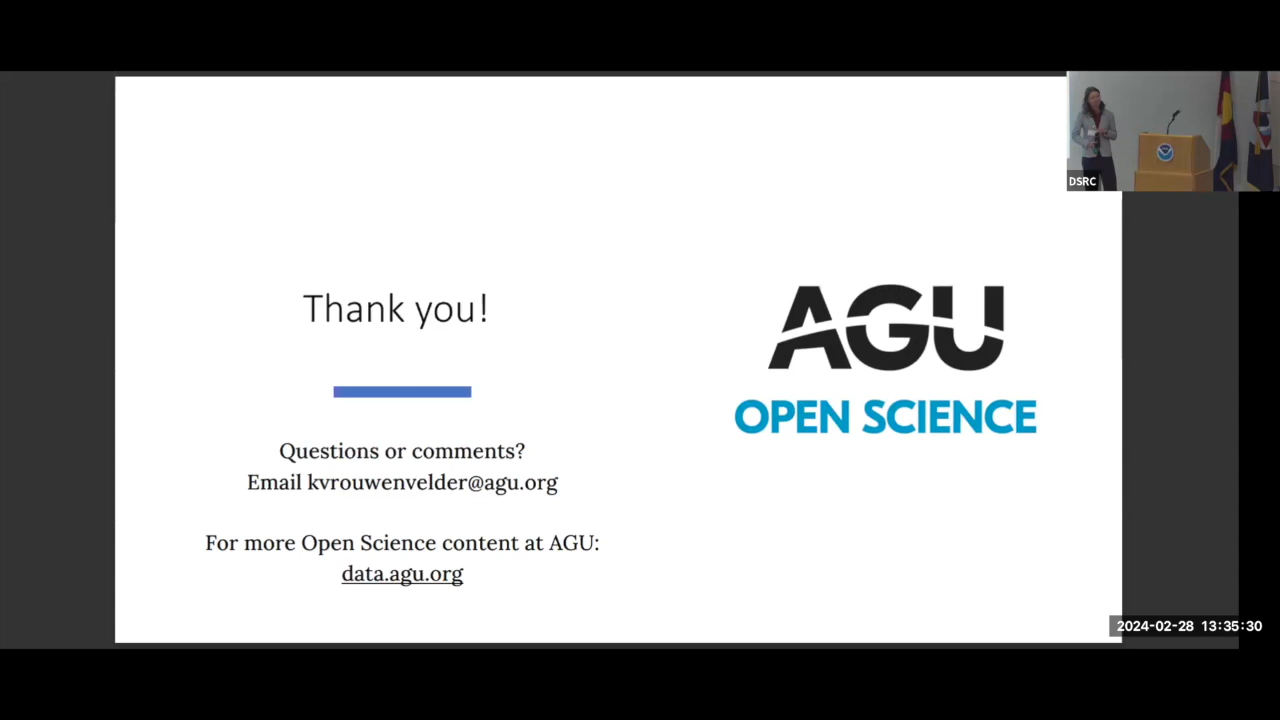 DSRC
Thank you!
AGU
OPEN SCIENCE
Questions or comments?
Email kvrouwenvelder@agu.org
For more Open Science content at AGU:
data.agu.org
2024-02-28 13:35:30